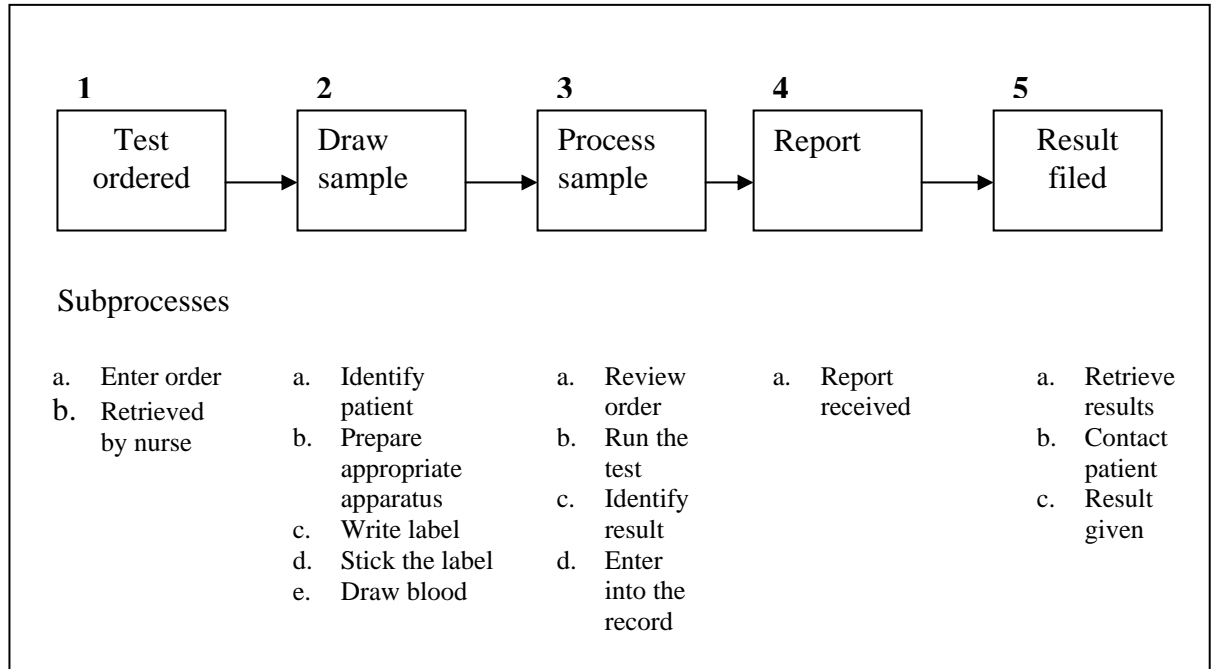 1
2
3
4
5
Test
ordered
Draw
sample
Process
sample
Report
Result
filed
Subprocesses
a. Enter order
b. Retrieved
by nurse
a. Identify
patient
b. Prepare
appropriate
apparatus
c. Write label
d. Stick the label
e. Draw blood
a. Review
order
b. Run the
test
c. Identify
result
d. Enter
into the
record
a. Report
received
a. Retrieve
results
b. Contact
patient
c. Result
given